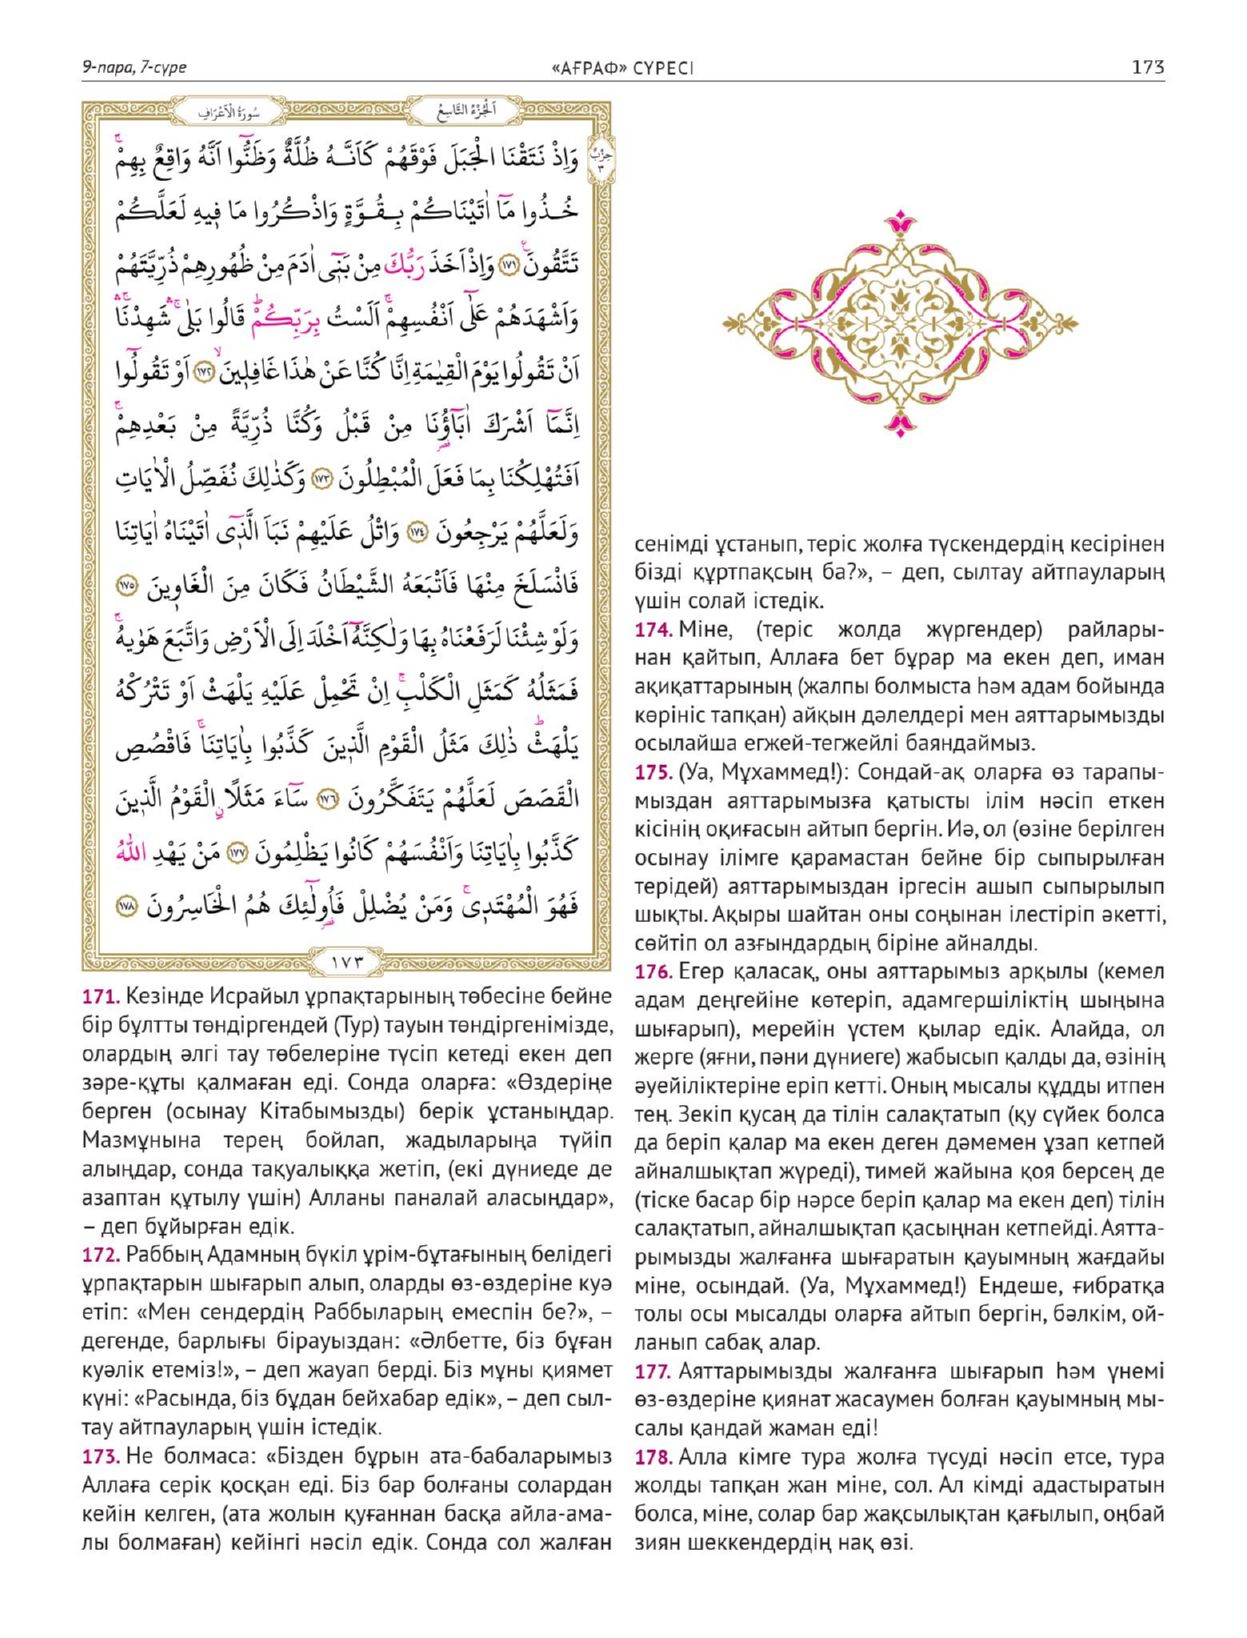 9-пара, 7-сүре
«АҒРАФ» СҮРЕСІ
173
سُورَةُ الْاَعْرَافِ
اَلْجُزْءُ التَّاسِعُ
حِزْبْ
٣
وَاِذْ نَتَقْنَا الْجَبَلَ فَوْقَهُمْ كَاَنَّهُ ظُلَّةٌ وَظَنُّٓوا اَنَّهُ وَاقِعٌ بِهِمْۚ
خُذُوا مَٓا اٰتَيْنَاكُمْ بِقُوَّةٍ وَاذْكُرُوا مَا ف۪يهِ لَعَلَّكُمْ
تَتَّقُونَ۟ ﴿١٧١﴾ وَاِذْ اَخَذَ رَبُّكَ مِنْ بَن۪ٓي اٰدَمَ مِنْ ظُهُورِهِمْ ذُرِّيَّتَهُمْ
وَاَشْهَدَهُمْ عَلٰٓى اَنْفُسِهِمْۚ اَلَسْتُ بِرَبِّكُمْۜ قَالُوا بَلٰىۚۛ شَهِدْنَاۚۛ
اَنْ تَقُولُوا يَوْمَ الْقِيٰمَةِ اِنَّا كُنَّا عَنْ هٰذَا غَافِل۪ينَۙ ﴿١٧٢﴾ اَوْ تَقُولُٓوا
اِنَّمَٓا اَشْرَكَ اٰبَٓاؤُ۬نَا مِنْ قَبْلُ وَكُنَّا ذُرِّيَّةً مِنْ بَعْدِهِمْۚ
اَفَتُهْلِكُنَا بِمَا فَعَلَ الْمُبْطِلُونَ ﴿١٧٣﴾ وَكَذٰلِكَ نُفَصِّلُ الْاٰيَاتِ
وَلَعَلَّهُمْ يَرْجِعُونَ ﴿١٧٤﴾ وَاتْلُ عَلَيْهِمْ نَبَاَ الَّذ۪ٓي اٰتَيْنَاهُ اٰيَاتِنَا
فَانْسَلَخَ مِنْهَا فَاَتْبَعَهُ الشَّيْطَانُ فَكَانَ مِنَ الْغَاو۪ينَ ﴿١٧٥﴾
وَلَوْ شِئْنَا لَرَفَعْنَاهُ بِهَا وَلٰكِنَّهُٓ اَخْلَدَ اِلَى الْاَرْضِ وَاتَّبَعَ هَوٰيهُۚ
فَمَثَلُهُ كَمَثَلِ الْكَلْبِۚ اِنْ تَحْمِلْ عَلَيْهِ يَلْهَثْ اَوْ تَتْرُكْهُ
يَلْهَثْۜ ذٰلِكَ مَثَلُ الْقَوْمِ الَّذ۪ينَ كَذَّبُوا بِاٰيَاتِنَاۚ فَاقْصُصِ
الْقَصَصَ لَعَلَّهُمْ يَتَفَكَّرُونَ ﴿١٧٦﴾ سَٓاءَ مَثَلًاۨ الْقَوْمُ الَّذ۪ينَ
كَذَّبُوا بِاٰيَاتِنَا وَاَنْفُسَهُمْ كَانُوا يَظْلِمُونَ ﴿١٧٧﴾ مَنْ يَهْدِ اللّٰهُ
فَهُوَ الْمُهْتَد۪يۚ وَمَنْ يُضْلِلْ فَاُو۬لٰٓئِكَ هُمُ الْخَاسِرُونَ ﴿١٧٨﴾
١٧٣
171. Кезінде Исрайыл ұрпақтарының төбесіне бейне
бір бұлтты төндіргендей (Тур) тауын төндіргенімізде,
олардың әлгі тау төбелеріне түсіп кетеді екен деп
зәре-құты қалмаған еді. Сонда оларға: «Өздеріңе
берген (осынау Кітабымызды) берік ұстаныңдар.
Мазмұнына терең бойлап, жадыларыңа түйіп
алыңдар, сонда тақуалыққа жетіп, (екі дүниеде де
азаптан құтылу үшін) Алланы паналай аласыңдар»,
– деп бұйырған едік.
172. Раббың Адамның бүкіл ұрім-бұтағының белідегі
ұрпақтарын шығарып алып, оларды өз-өздеріне куә
етіп: «Мен сендердің Раббыларың емеспін бе?», –
дегенде, барлығы бірауыздан: «Әлбетте, біз бұған
куәлік етеміз!», – деп жауап берді. Біз мұны қиямет
күні: «Расында, біз бұдан бейхабар едік», – деп сыл-
тау айтпауларың үшін істедік.
173. Не болмаса: «Бізден бұрын ата-бабаларымыз
Аллаға серік қосқан еді. Біз бар болғаны солардан
кейін келген, (ата жолын қуғаннан басқа айла-ама-
лы болмаған) кейінгі нәсіл едік. Сонда сол жалған
сенімді ұстанып, теріс жолға түскендердің кесірінен
бізді құртпақсың ба?», – деп, сылтау айтпауларың
үшін солай істедік.
174. Міне, (теріс жолда жүргендер) райлары-
нан қайтып, Аллаға бет бұрар ма екен деп, иман
ақиқаттарының (жалпы болмыста һәм адам бойында
көрініс тапқан) айқын дәлелдері мен аяттарымызды
осылайша егжей-тегжейлі баяндаймыз.
175. (Уа, Мұхаммед!): Сондай-ақ оларға өз тарапы-
мыздан аяттарымызға қатысты ілім нәсіп еткен
кісінің оқиғасын айтып бергін. Иә, ол (өзіне берілген
осынау ілімге қарамастан бейне бір сыпырылған
терідей) аяттарымыздан іргесін ашып сыпырылып
шықты. Ақыры шайтан оны соңынан ілестіріп әкетті,
сөйтіп ол азғындардың біріне айналды.
176. Егер қаласақ, оны аяттарымыз арқылы (кемел
адам деңгейіне көтеріп, адамгершіліктің шыңына
шығарып), мерейін үстем қылар едік. Алайда, ол
жерге (яғни, пәни дүниеге) жабысып қалды да, өзінің
әуейіліктеріне еріп кетті. Оның мысалы құдды итпен
тең. Зекіп қусаң да тілін салақтатып (қу сүйек болса
да беріп қалар ма екен деген дәмемен ұзап кетпей
айналшықтап жүреді), тимей жайына қоя берсең де
(тіске басар бір нәрсе беріп қалар ма екен деп) тілін
салақтатып, айналшықтап қасыңнан кетпейді. Аятта-
рымызды жалғанға шығаратын қауымның жағдайы
міне, осындай. (Уа, Мұхаммед!) Ендеше, ғибратқа
толы осы мысалды оларға айтып бергін, бәлкім, ой-
ланып сабақ алар.
177. Аяттарымызды жалғанға шығарып һәм үнемі
өз-өздеріне қиянат жасаумен болған қауымның мы-
салы қандай жаман еді!
178. Алла кімге тура жолға түсуді нәсіп етсе, тура
жолды тапқан жан міне, сол. Ал кімді адастыратын
болса, міне, солар бар жақсылықтан қағылып, оңбай
зиян шеккендердің нақ өзі.